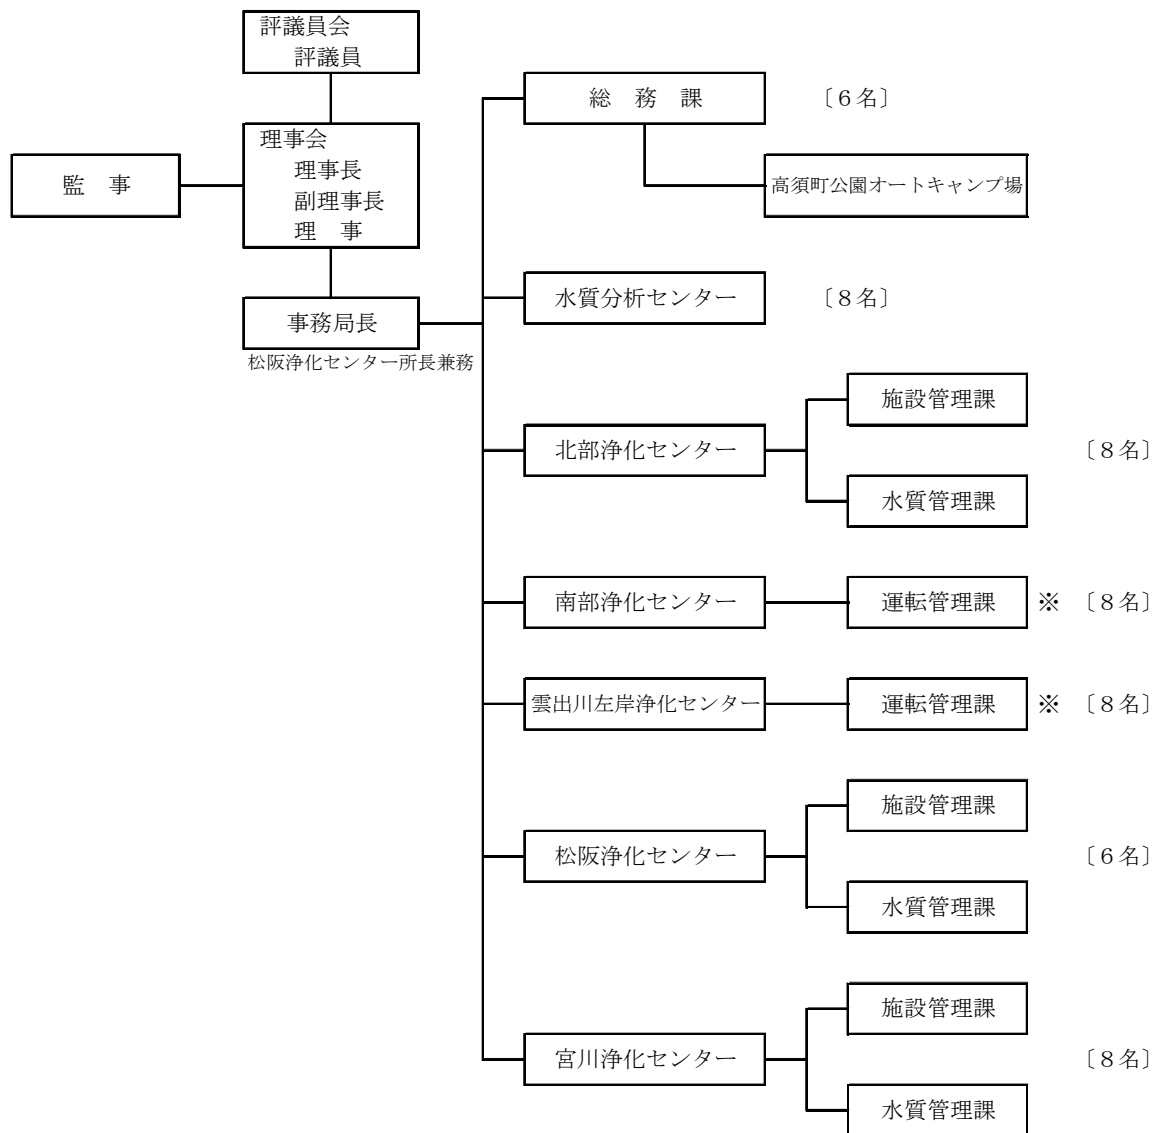 評議員会
評議員
理事会
理事長
副理事長
理　事
監　事
事務局長
松阪浄化センター所長兼務
総　務　課
〔６名〕
高須町公園オートキャンプ場
水質分析センター
〔８名〕
施設管理課
北部浄化センター
〔８名〕
水質管理課
南部浄化センター
運転管理課
※ 〔８名〕
雲出川左岸浄化センター
運転管理課
※ 〔８名〕
施設管理課
松阪浄化センター
〔６名〕
水質管理課
施設管理課
宮川浄化センター
〔８名〕
水質管理課